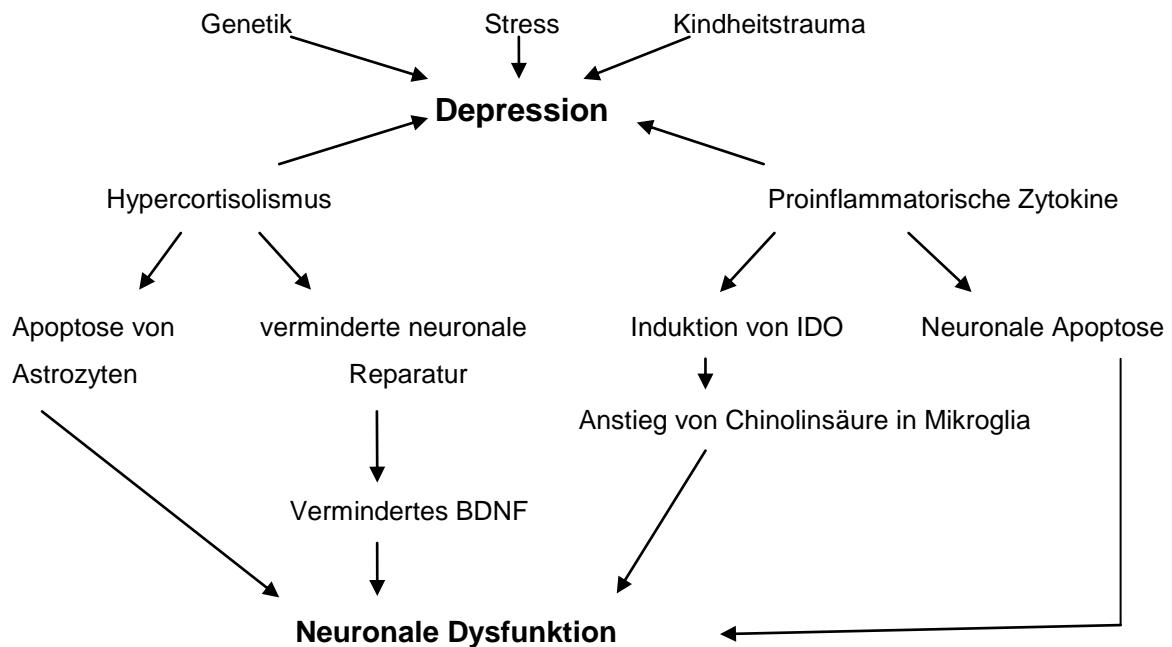 Genetik Stress Kindheitstrauma
Depression
Hypercortisolismus Proinflammatorische Zytokine
Apoptose von verminderte neuronale Induktion von IDO Neuronale Apoptose
Astrozyten Reparatur
Anstieg von Chinolinsäure in Mikroglia
Vermindertes BDNF
Neuronale Dysfunktion